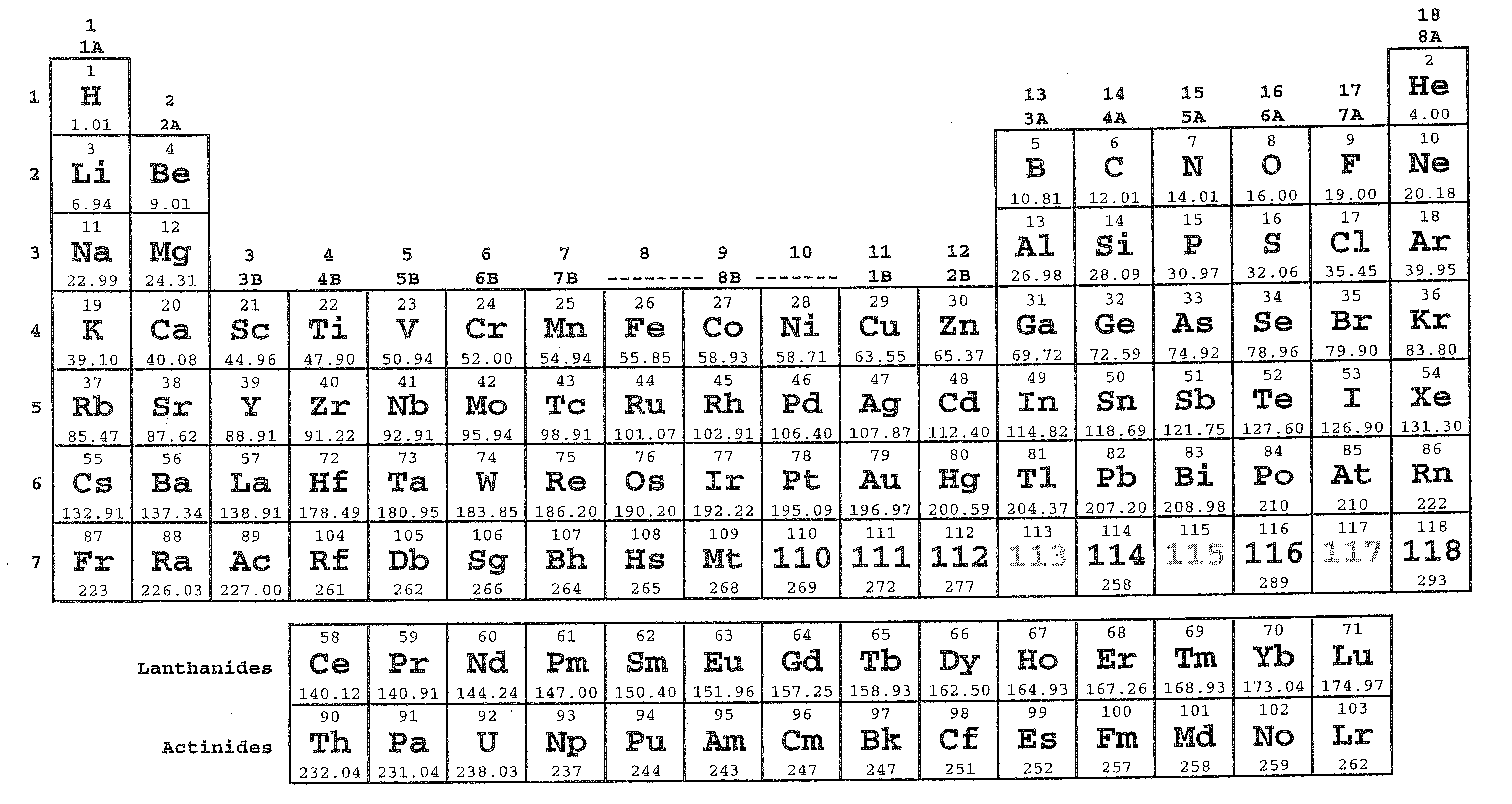 1 18
1A 8A
1 2
1 H 2 13 14 15 16 17 He
1.01 2A 3A 4A 5A 6A 7A 4.00
3 4 5 6 7 8 9 10
2 Li Be B C N O F Ne
6.94 9.01 10.81 12.01 14.01 16.00 19.00 20.18
11 12 13 14 15 16 17 18
3 Na Mg 3 4 5 6 7 8 9 10 11 12 Al Si P S Cl Ar
22.99 24.31 3B 4B 5B 6B 7B -------- 8B ------- 1B 2B 26.98 28.09 30.97 32.06 35.45 39.95
19 20 21 22 23 24 25 26 27 28 29 30 31 32 33 34 35 36
4 K Ca Sc Ti V Cr Mn Fe Co Ni Cu Zn Ga Ge As Se Br Kr
39.10 40.08 44.96 47.90 50.94 52.00 54.94 55.85 58.93 58.71 63.55 65.37 69.72 72.59 74.92 78.96 79.90 83.80
37 38 39 40 41 42 43 44 45 46 47 48 49 50 51 52 53 54
5 Rb Sr Y Zr Nb Mo Tc Ru Rh Pd Ag Cd In Sn Sb Te I Xe
85.47 87.62 88.91 91.22 92.91 95.94 98.91 101.07 102.91 106.40 107.87 112.40 114.82 118.69 121.75 127.60 126.90 131.30
55 56 57 72 73 74 75 76 77 78 79 80 81 82 83 84 85 86
6 Cs Ba La Hf Ta W Re Os Ir Pt Au Hg Tl Pb Bi Po At Rn
132.91 137.34 138.91 178.49 180.95 183.85 186.20 190.20 192.22 195.09 196.97 200.59 204.37 207.20 208.98 210 210 222
87 88 89 104 105 106 107 108 109 110 111 112 113 114 115 116 117 118
7 Fr Ra Ac Rf Db Sg Bh Hs Mt 110 111 112 113 114 115 116 117 118
223 226.03 227.00 261 262 266 264 265 268 269 272 277 258 289 293
58 59 60 61 62 63 64 65 66 67 68 69 70 71
Lanthanides Ce Pr Nd Pm Sm Eu Gd Tb Dy Ho Er Tm Yb Lu
140.12 140.91 144.24 147.00 150.40 151.96 157.25 158.93 162.50 164.93 167.26 168.93 173.04 174.97
90 91 92 93 94 95 96 97 98 99 100 101 102 103
Actinides Th Pa U Np Pu Am Cm Bk Cf Es Fm Md No Lr
232.04 231.04 238.03 237 244 243 247 247 251 252 257 258 259 262